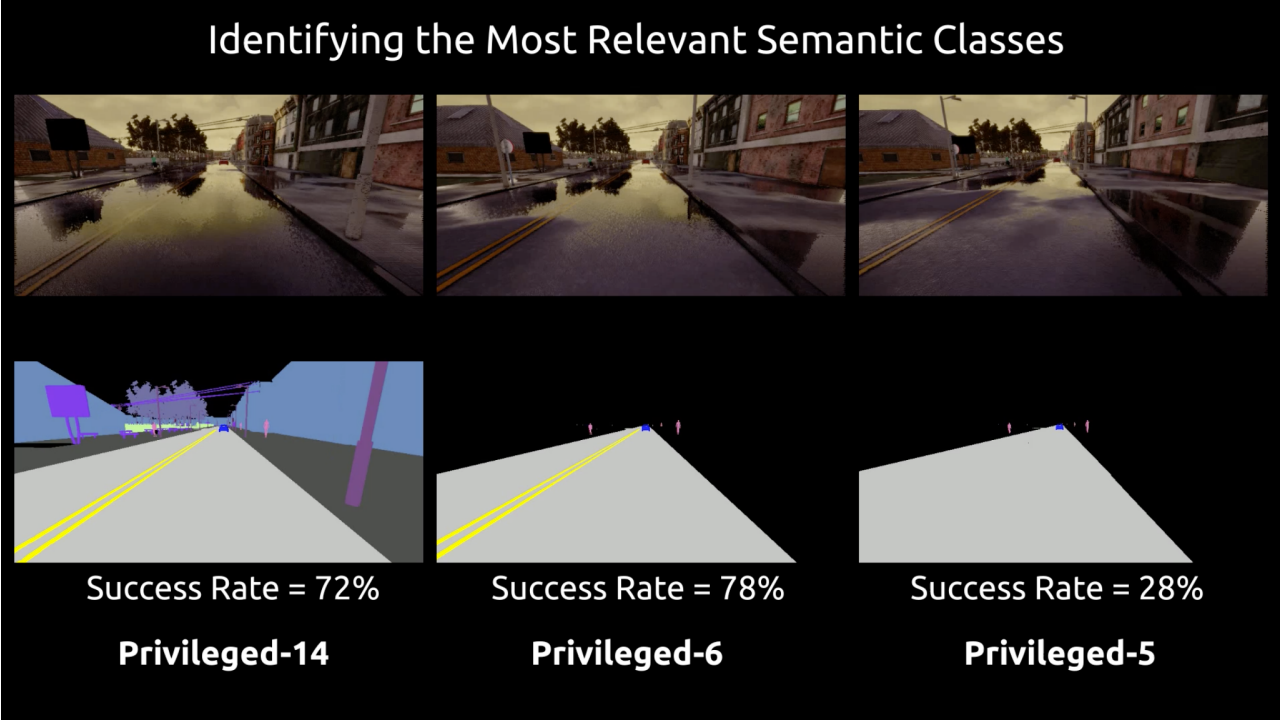 Identifying the Most Relevant Semantic Classes
Success Rate = 72%
Success Rate = 78%
Success Rate = 28%
Privileged-14
Privileged-6
Privileged-5